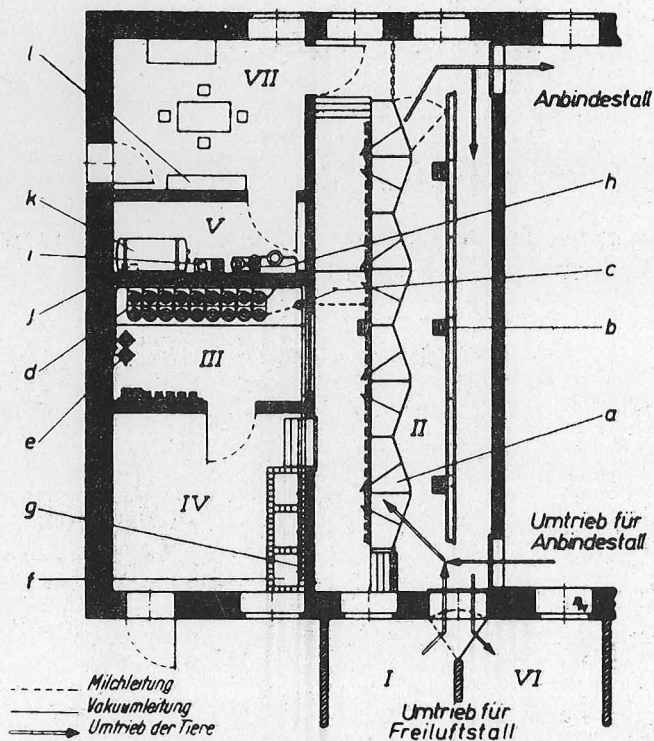 l
VII
Anbindestall
k
V
h
i
c
j
d
III
b
e
II
a
IV
g
Umtrieb für
Anbindestall
f
I
VI
Milchleitung
Vakuumleitung
Umtrieb der Tiere
Umtrieb für
Freiluftstall